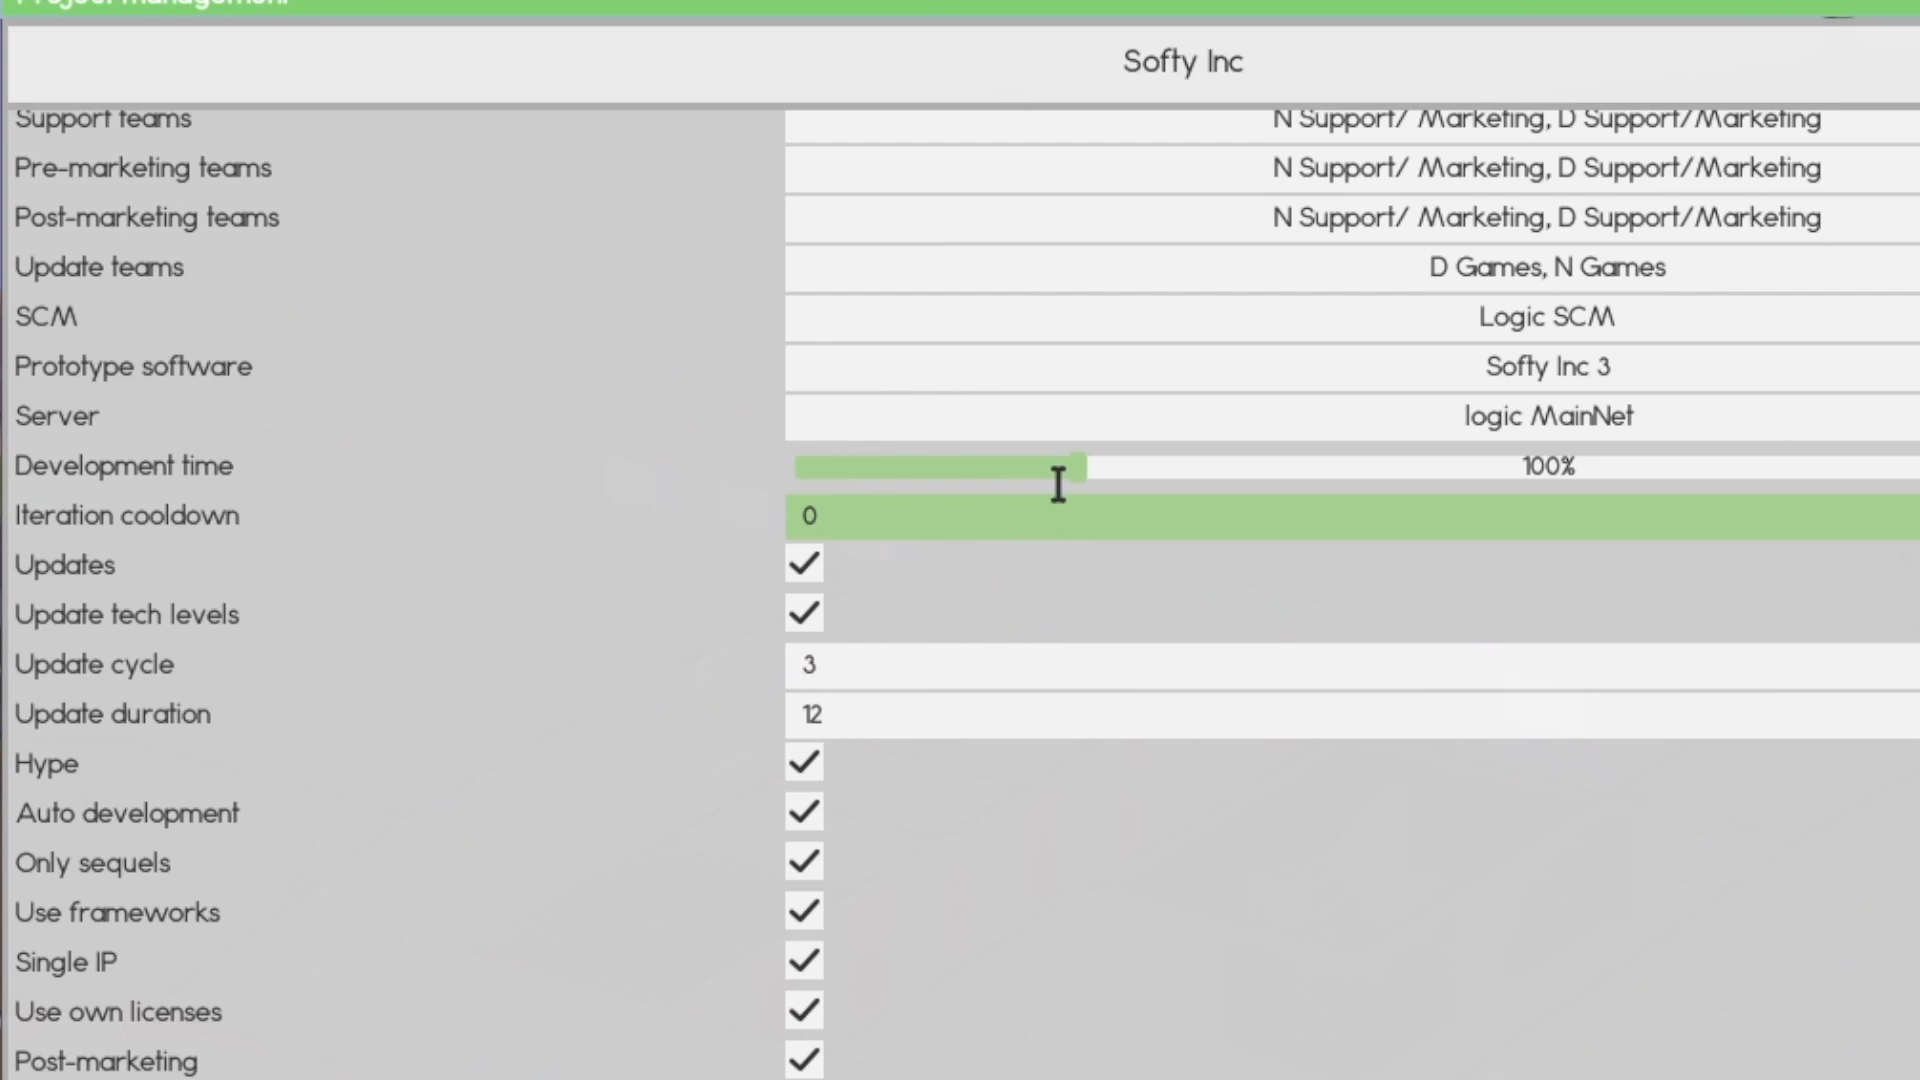 Project management
Softy Inc
Support teams N Support/ Marketing, D Support/Marketing
Pre-marketing teams N Support/ Marketing, D Support/Marketing
Post-marketing teams N Support/ Marketing, D Support/Marketing
Update teams D Games, N Games
SCM Logic SCM
Prototype software Softy Inc 3
Server logic MainNet
Development time 100%
Iteration cooldown 0
Updates
Update tech levels
Update cycle 3
Update duration 12
Hype
Auto development
Only sequels
Use frameworks
Single IP
Use own licenses
Post-marketing